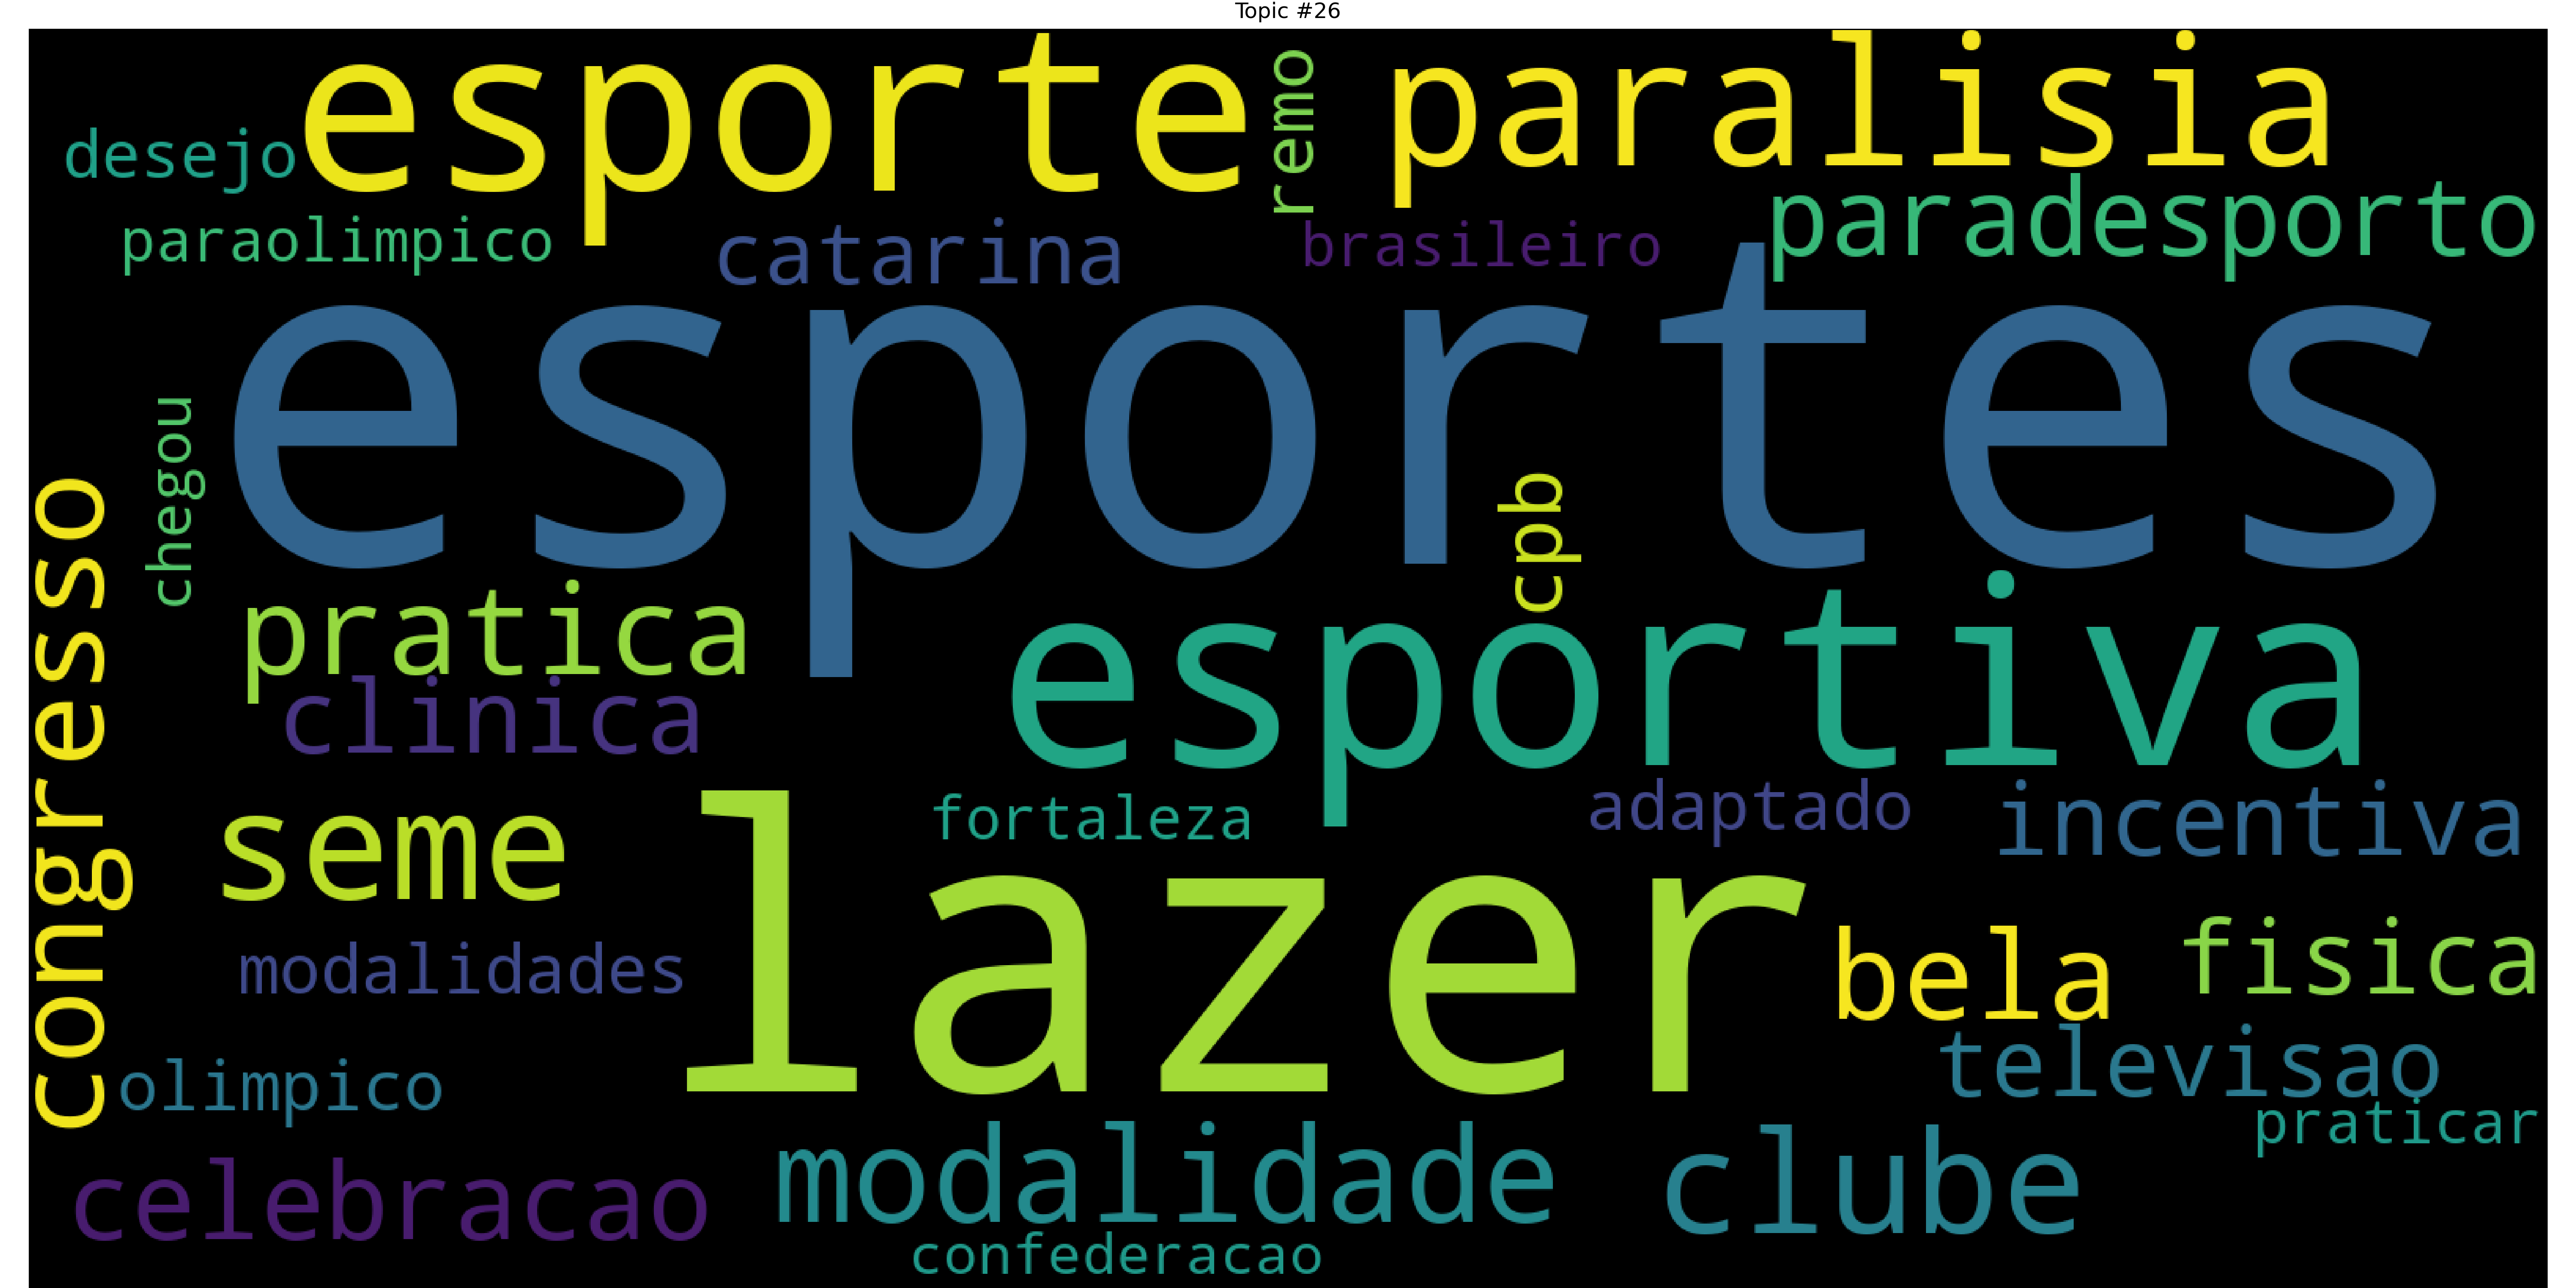 Topic #26
esporte
remo
paralisia
desejo
paradesporto
paraolimpico
catarina
brasileiro
esportes
chegou
cpb
congresso
pratica
esportiva
clinica
seme
fortaleza
adaptado
incentiva
lazer
modalidades
bela
fisica
olimpico
televisao
praticar
celebracao
modalidade
clube
confederacao